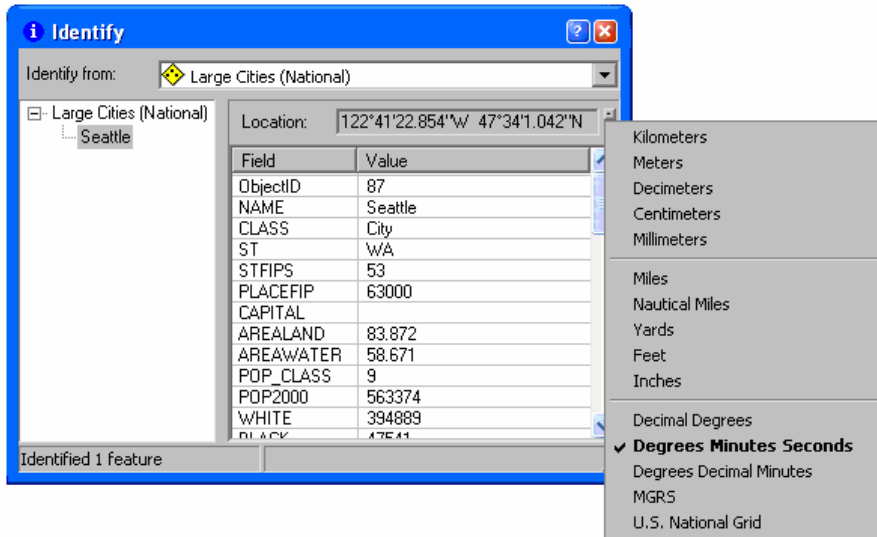 Identify
Identify from: Large Cities (National)
Large Cities (National)
Seattle
Location: 122°41'22.854"W 47°34'1.042"N
Field Value
ObjectID 87
NAME Seattle
CLASS City
ST WA
STFIPS 53
PLACEFIP 63000
CAPITAL
AREALAND 83.872
AREAWATER 58.671
POP_CLASS 9
POP2000 563374
WHITE 394889
BLACK 47541
Identified 1 feature
Kilometers
Meters
Decimeters
Centimeters
Millimeters
Miles
Nautical Miles
Yards
Feet
Inches
Decimal Degrees
Degrees Minutes Seconds
Degrees Decimal Minutes
MGRS
U.S. National Grid